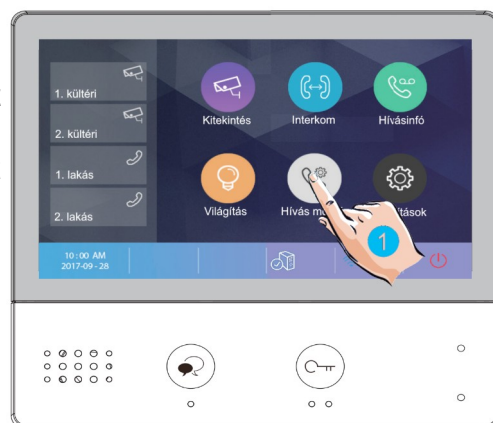 1. kültéri
2. kültéri
1. lakás
2. lakás
Kitekintés
Interkom
Hívásinfó
Világítás
Hívás
10:00 AM
2017-09-28
1